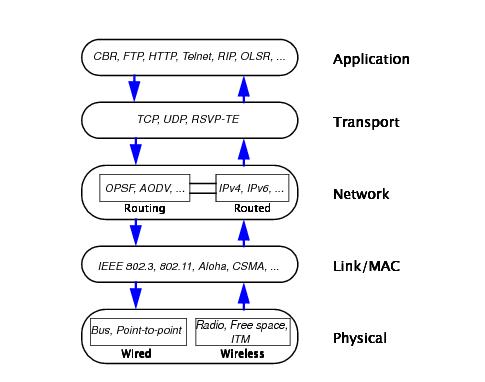 CBR, FTP, HTTP, Telnet, RIP, OLSR, ...
Application
TCP, UDP, RSVP-TE
Transport
OPSF, AODV, ...
IPv4, IPv6, ...
Network
Routing
Routed
IEEE 802.3, 802.11, Aloha, CSMA, ...
Link/MAC
Bus, Point-to-point
Radio, Free space,
ITM
Physical
Wired
Wireless